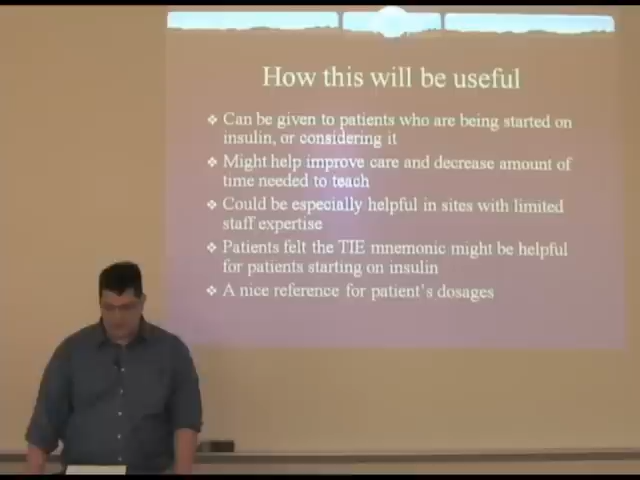 How this will be useful
❖ Can be given to patients who are being started on
insulin, or considering it
❖ Might help improve care and decrease amount of
time needed to teach
❖ Could be especially helpful in sites with limited
staff expertise
❖ Patients felt the TIE mnemonic might be helpful
for patients starting on insulin
❖ A nice reference for patient's dosages